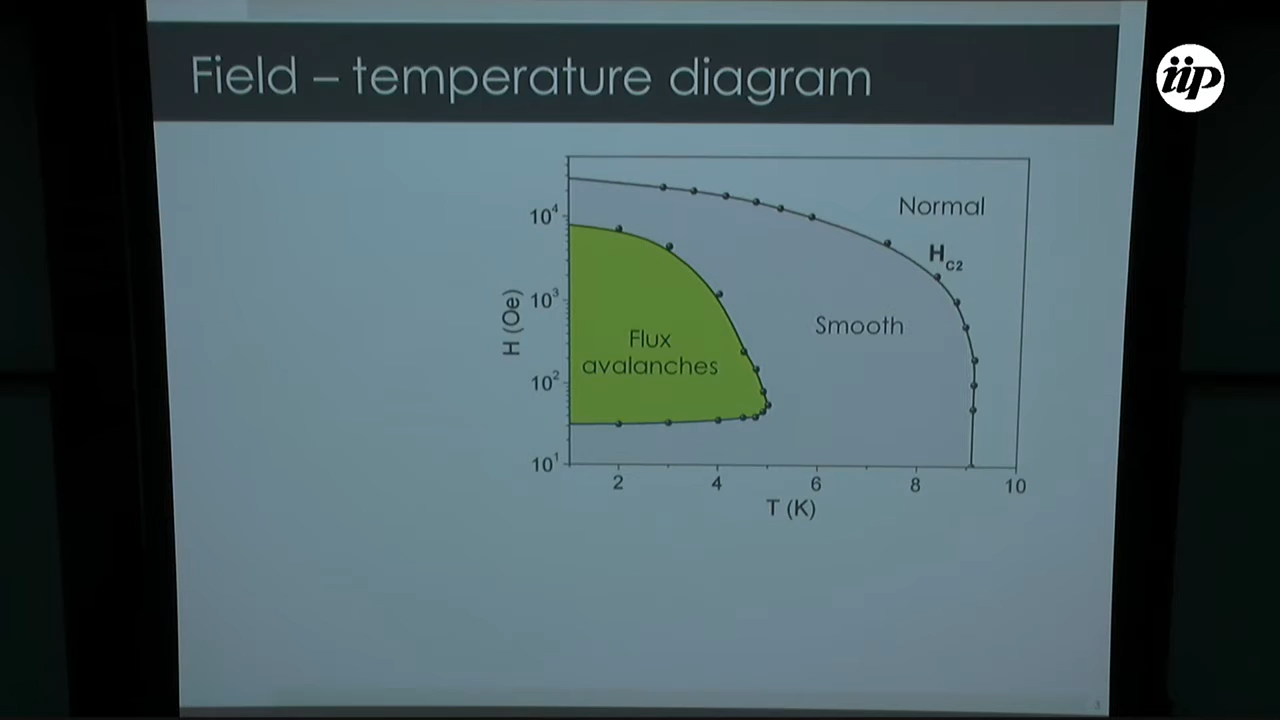 Field – temperature diagram
iip
Normal
H_C2
Smooth
Flux
avalanches
H (Oe)
10^4
10^3
10^2
10^1
2 4 6 8 10
T (K)